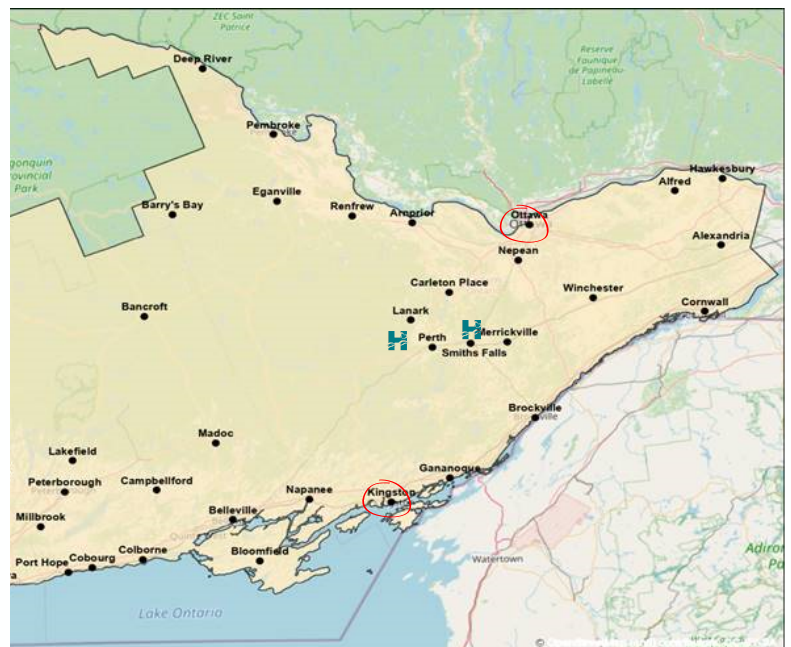 ZEC Saint
Patrice
Deep River
Reserve
Faunique
de Papineau-
Labelle
Pembroke
gonquin
rovincial
Park
Hawkesbury
Alfred
Eganville
Barry's Bay
Renfrew
Arnprior
Ottawa
Alexandria
Nepean
Carleton Place
Winchester
Cornwall
Bancroft
Lanark
H
H
Perth
Merrickville
Smiths Falls
Brockville
Madoc
Lakefield
Gananoque
Peterborough
Campbellford
Napanee
Kingston
Belleville
Millbrook
Port Hope
Cobourg
Colborne
Bloomfield
Watertown
Adiron
Pa
Lake Ontario
©